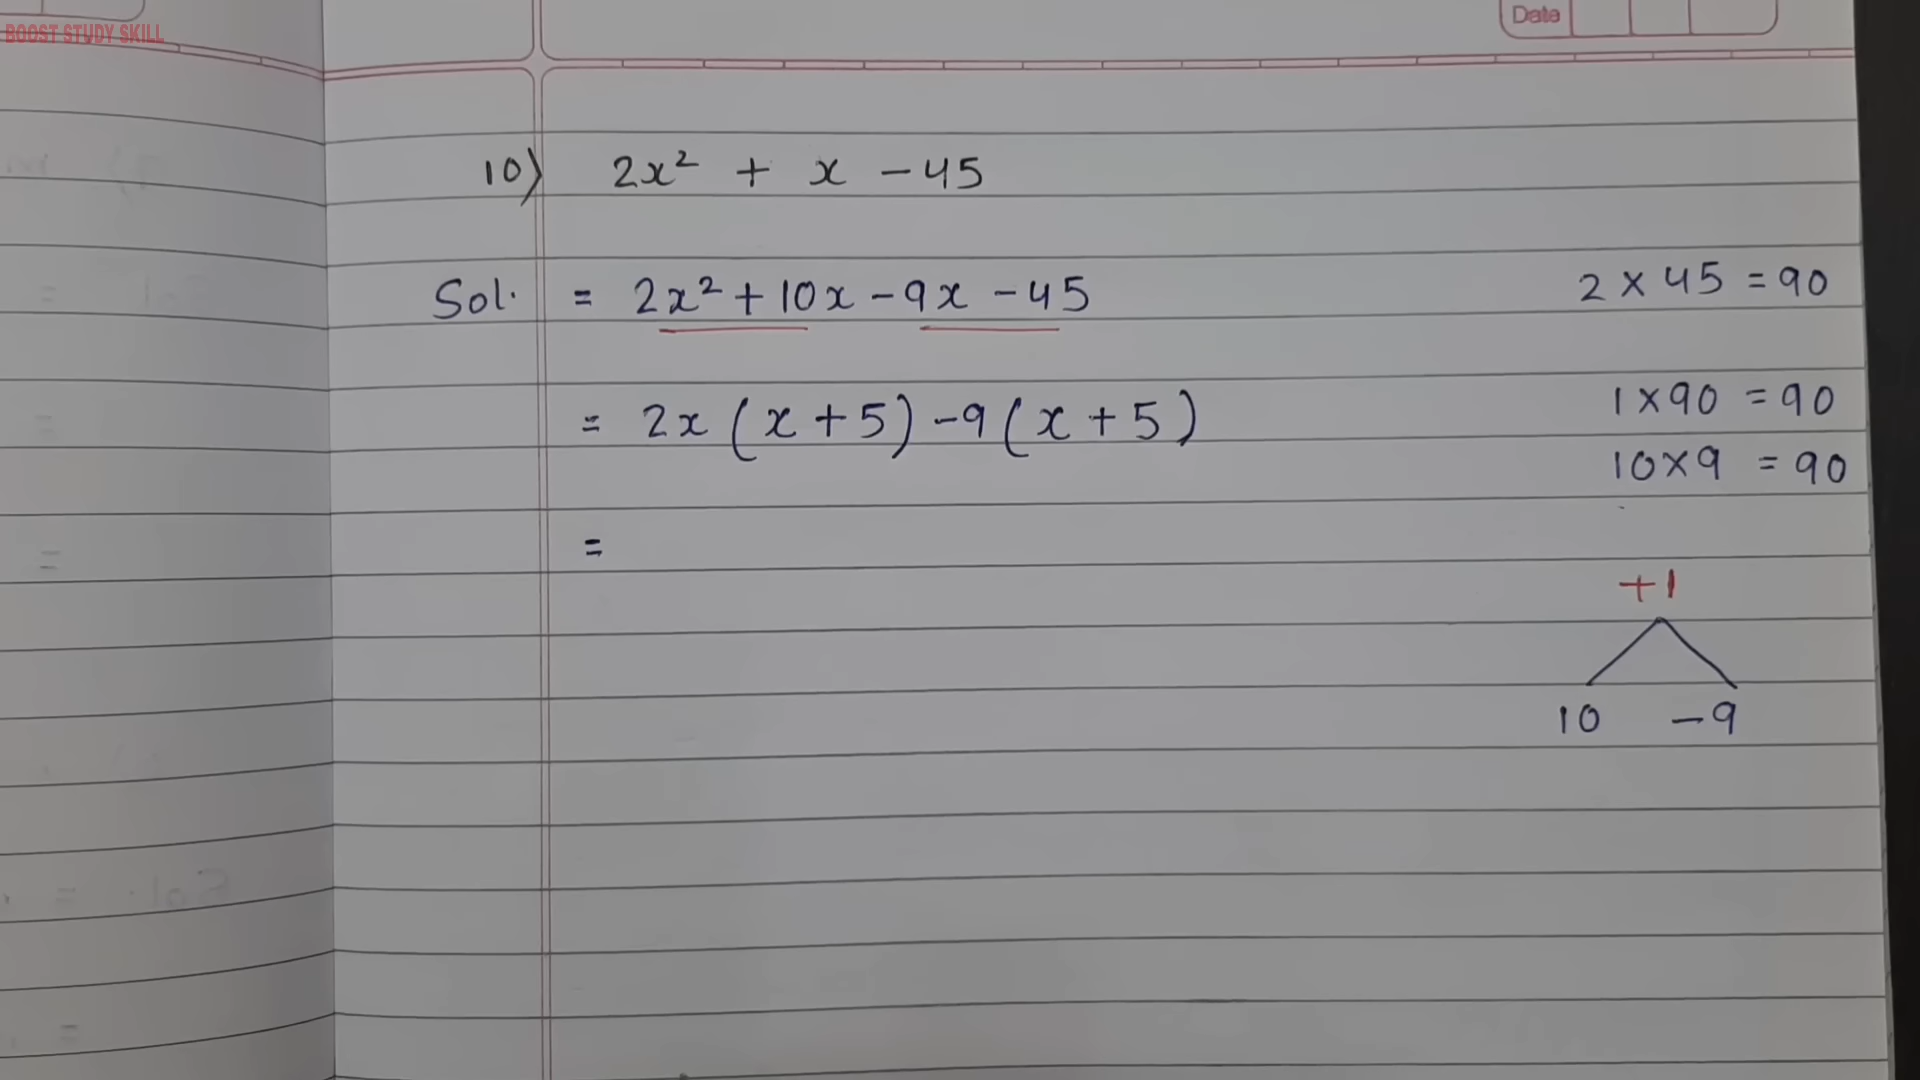 BOOST STUDY SKILL
Date
10) 2x² + x - 45
Sol. = 2x² + 10x - 9x - 45
2 × 45 = 90
= 2x (x + 5) - 9 (x + 5)
1 × 90 = 90
10 × 9 = 90
=
+1
10 -9